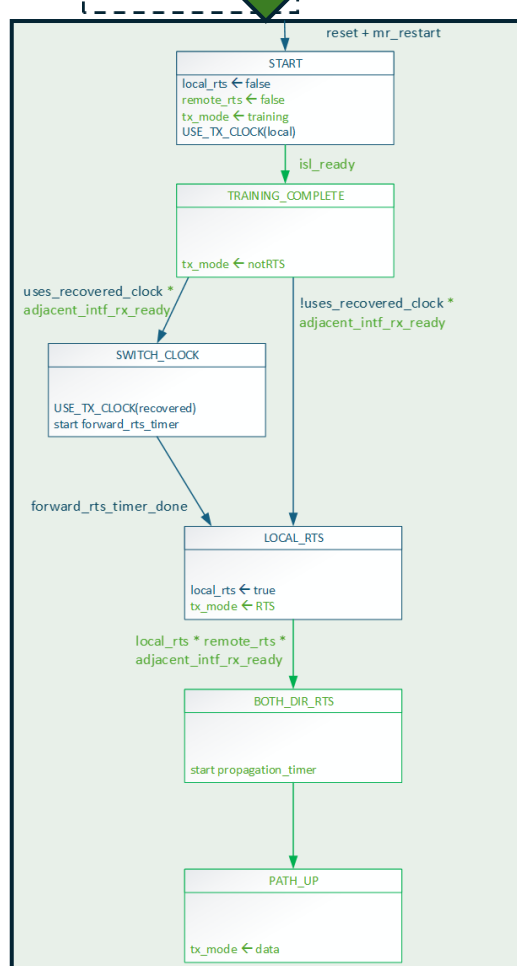 reset + mr_restart
START
local_rts ← false
remote_rts ← false
tx_mode ← training
USE_TX_CLOCK(local)
isl_ready
TRAINING_COMPLETE
tx_mode ← notRTS
uses_recovered_clock *
adjacent_intf_rx_ready
!uses_recovered_clock *
adjacent_intf_rx_ready
SWITCH_CLOCK
USE_TX_CLOCK(recovered)
start forward_rts_timer
forward_rts_timer_done
LOCAL_RTS
local_rts ← true
tx_mode ← RTS
local_rts * remote_rts *
adjacent_intf_rx_ready
BOTH_DIR_RTS
start propagation_timer
PATH_UP
tx_mode ← data